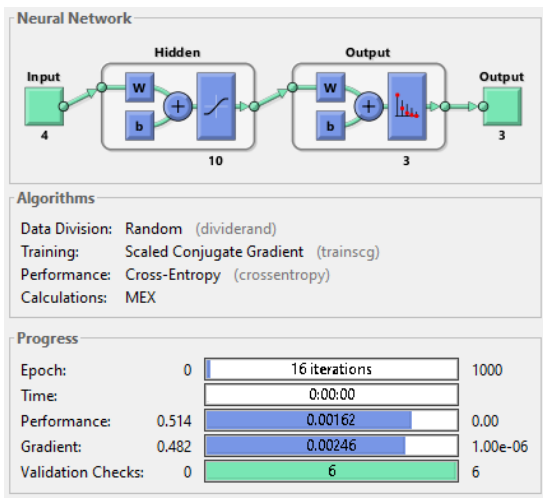 Neural Network
Hidden
Output
Input
W
b
+
W
b
+
Output
4
10
3
3
Algorithms
Data Division: Random (dividerand)
Training: Scaled Conjugate Gradient (trainscg)
Performance: Cross-Entropy (crossentropy)
Calculations: MEX
Progress
Epoch: 0 16 iterations 1000
Time: 0:00:00
Performance: 0.514 0.00162 0.00
Gradient: 0.482 0.00246 1.00e-06
Validation Checks: 0 6 6